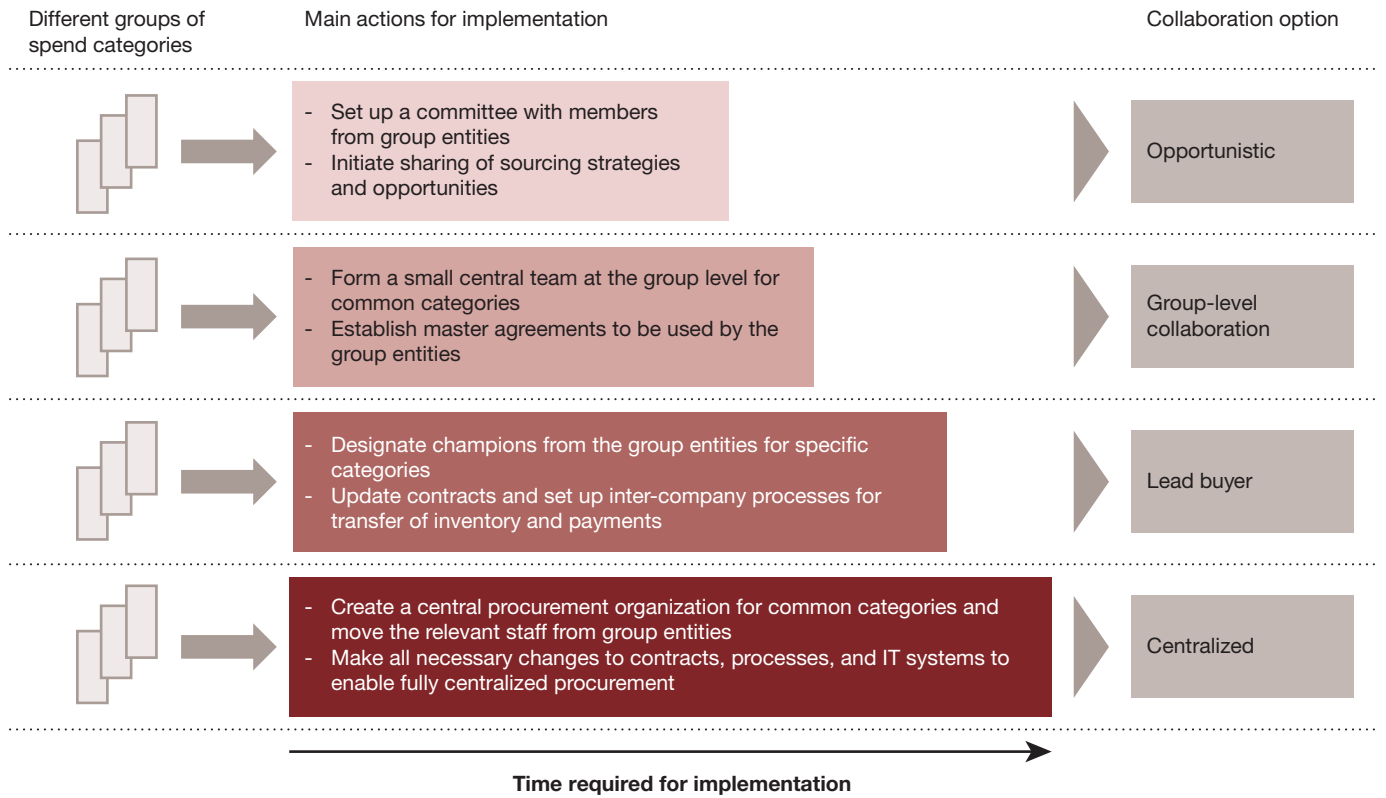 Different groups of
spend categories
Main actions for implementation
Collaboration option
- Set up a committee with members
from group entities
- Initiate sharing of sourcing strategies
and opportunities
Opportunistic
- Form a small central team at the group level for
common categories
- Establish master agreements to be used by the
group entities
Group-level
collaboration
- Designate champions from the group entities for specific
categories
- Update contracts and set up inter-company processes for
transfer of inventory and payments
Lead buyer
- Create a central procurement organization for common categories and
move the relevant staff from group entities
- Make all necessary changes to contracts, processes, and IT systems to
enable fully centralized procurement
Centralized
Time required for implementation